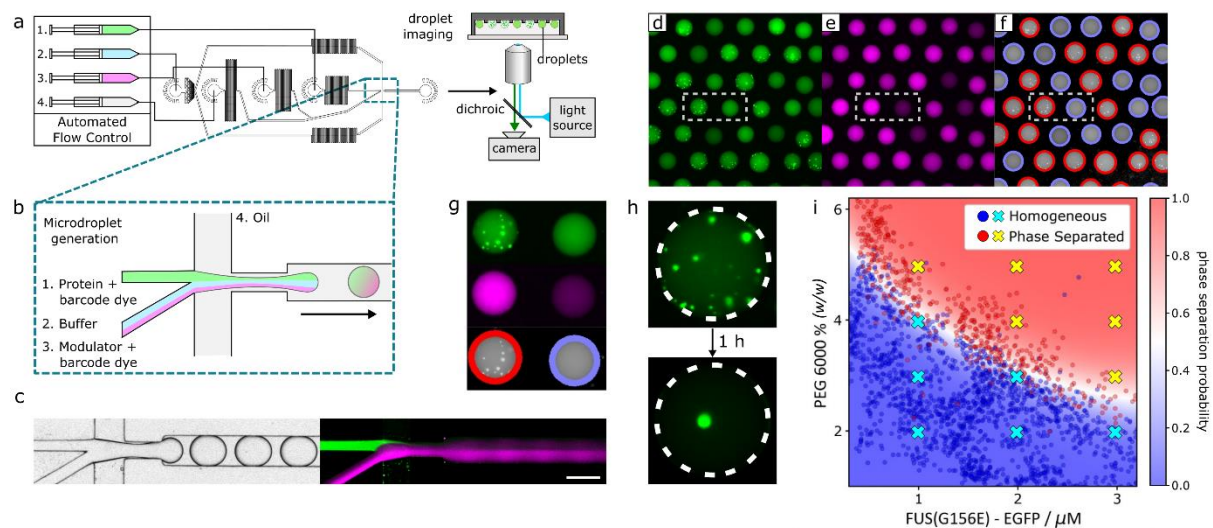 a
1.
2.
3.
4.
Automated
Flow Control
droplet
imaging
droplets
dichroic
light
source
camera
b
Microdroplet
generation
4. Oil
1. Protein +
barcode dye
2. Buffer
3. Modulator +
barcode dye
c
d
e
f
g
h
1 h
i
Homogeneous
Phase Separated
PEG 6000 % (w/w)
6
4
2
1
2
3
FUS(G156E) - EGFP / μM
1.0
0.8
0.6
0.4
0.2
0.0
phase separation probability